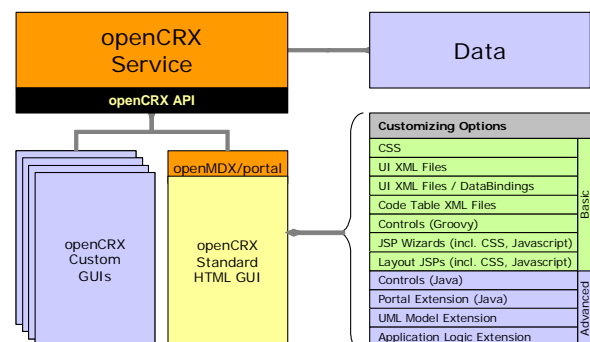 openCRX
Service
Data
openCRX API
openMDX/portal
openCRX
Custom
GUIs
openCRX
Standard
HTML GUI
Customizing Options
CSS
UI XML Files
UI XML Files / DataBindings
Code Table XML Files
Controls (Groovy)
JSP Wizards (incl. CSS, Javascript)
Layout JSPs (incl. CSS, Javascript)
Basic
Controls (Java)
Portal Extension (Java)
UML Model Extension
Application Logic Extension
Advanced